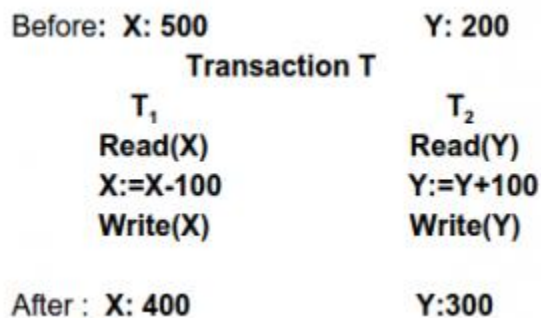 Before: X: 500 Y: 200
Transaction T
T₁ T₂
Read(X) Read(Y)
X:=X-100 Y:=Y+100
Write(X) Write(Y)
After : X: 400 Y:300